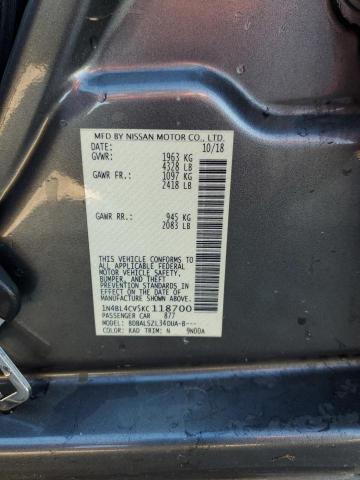 MFD BY NISSAN MOTOR CO., LTD.
DATE: 10/18
GVWR: 1963 KG
4328 LB
GAWR FR.: 1097 KG
2418 LB
GAWR RR.: 945 KG
2083 LB
THIS VEHICLE CONFORMS TO
ALL APPLICABLE FEDERAL
MOTOR VEHICLE SAFETY,
BUMPER, AND THEFT
PREVENTION STANDARDS IN
EFFECT ON THE DATE OF
MANUFACTURE SHOWN ABOVE.
1N4BL4CV5KC118700
PASSENGER CAR 877
MODEL: BDBALSZL34DUA-B---
COLOR: KAD TRIM: N 9N00A